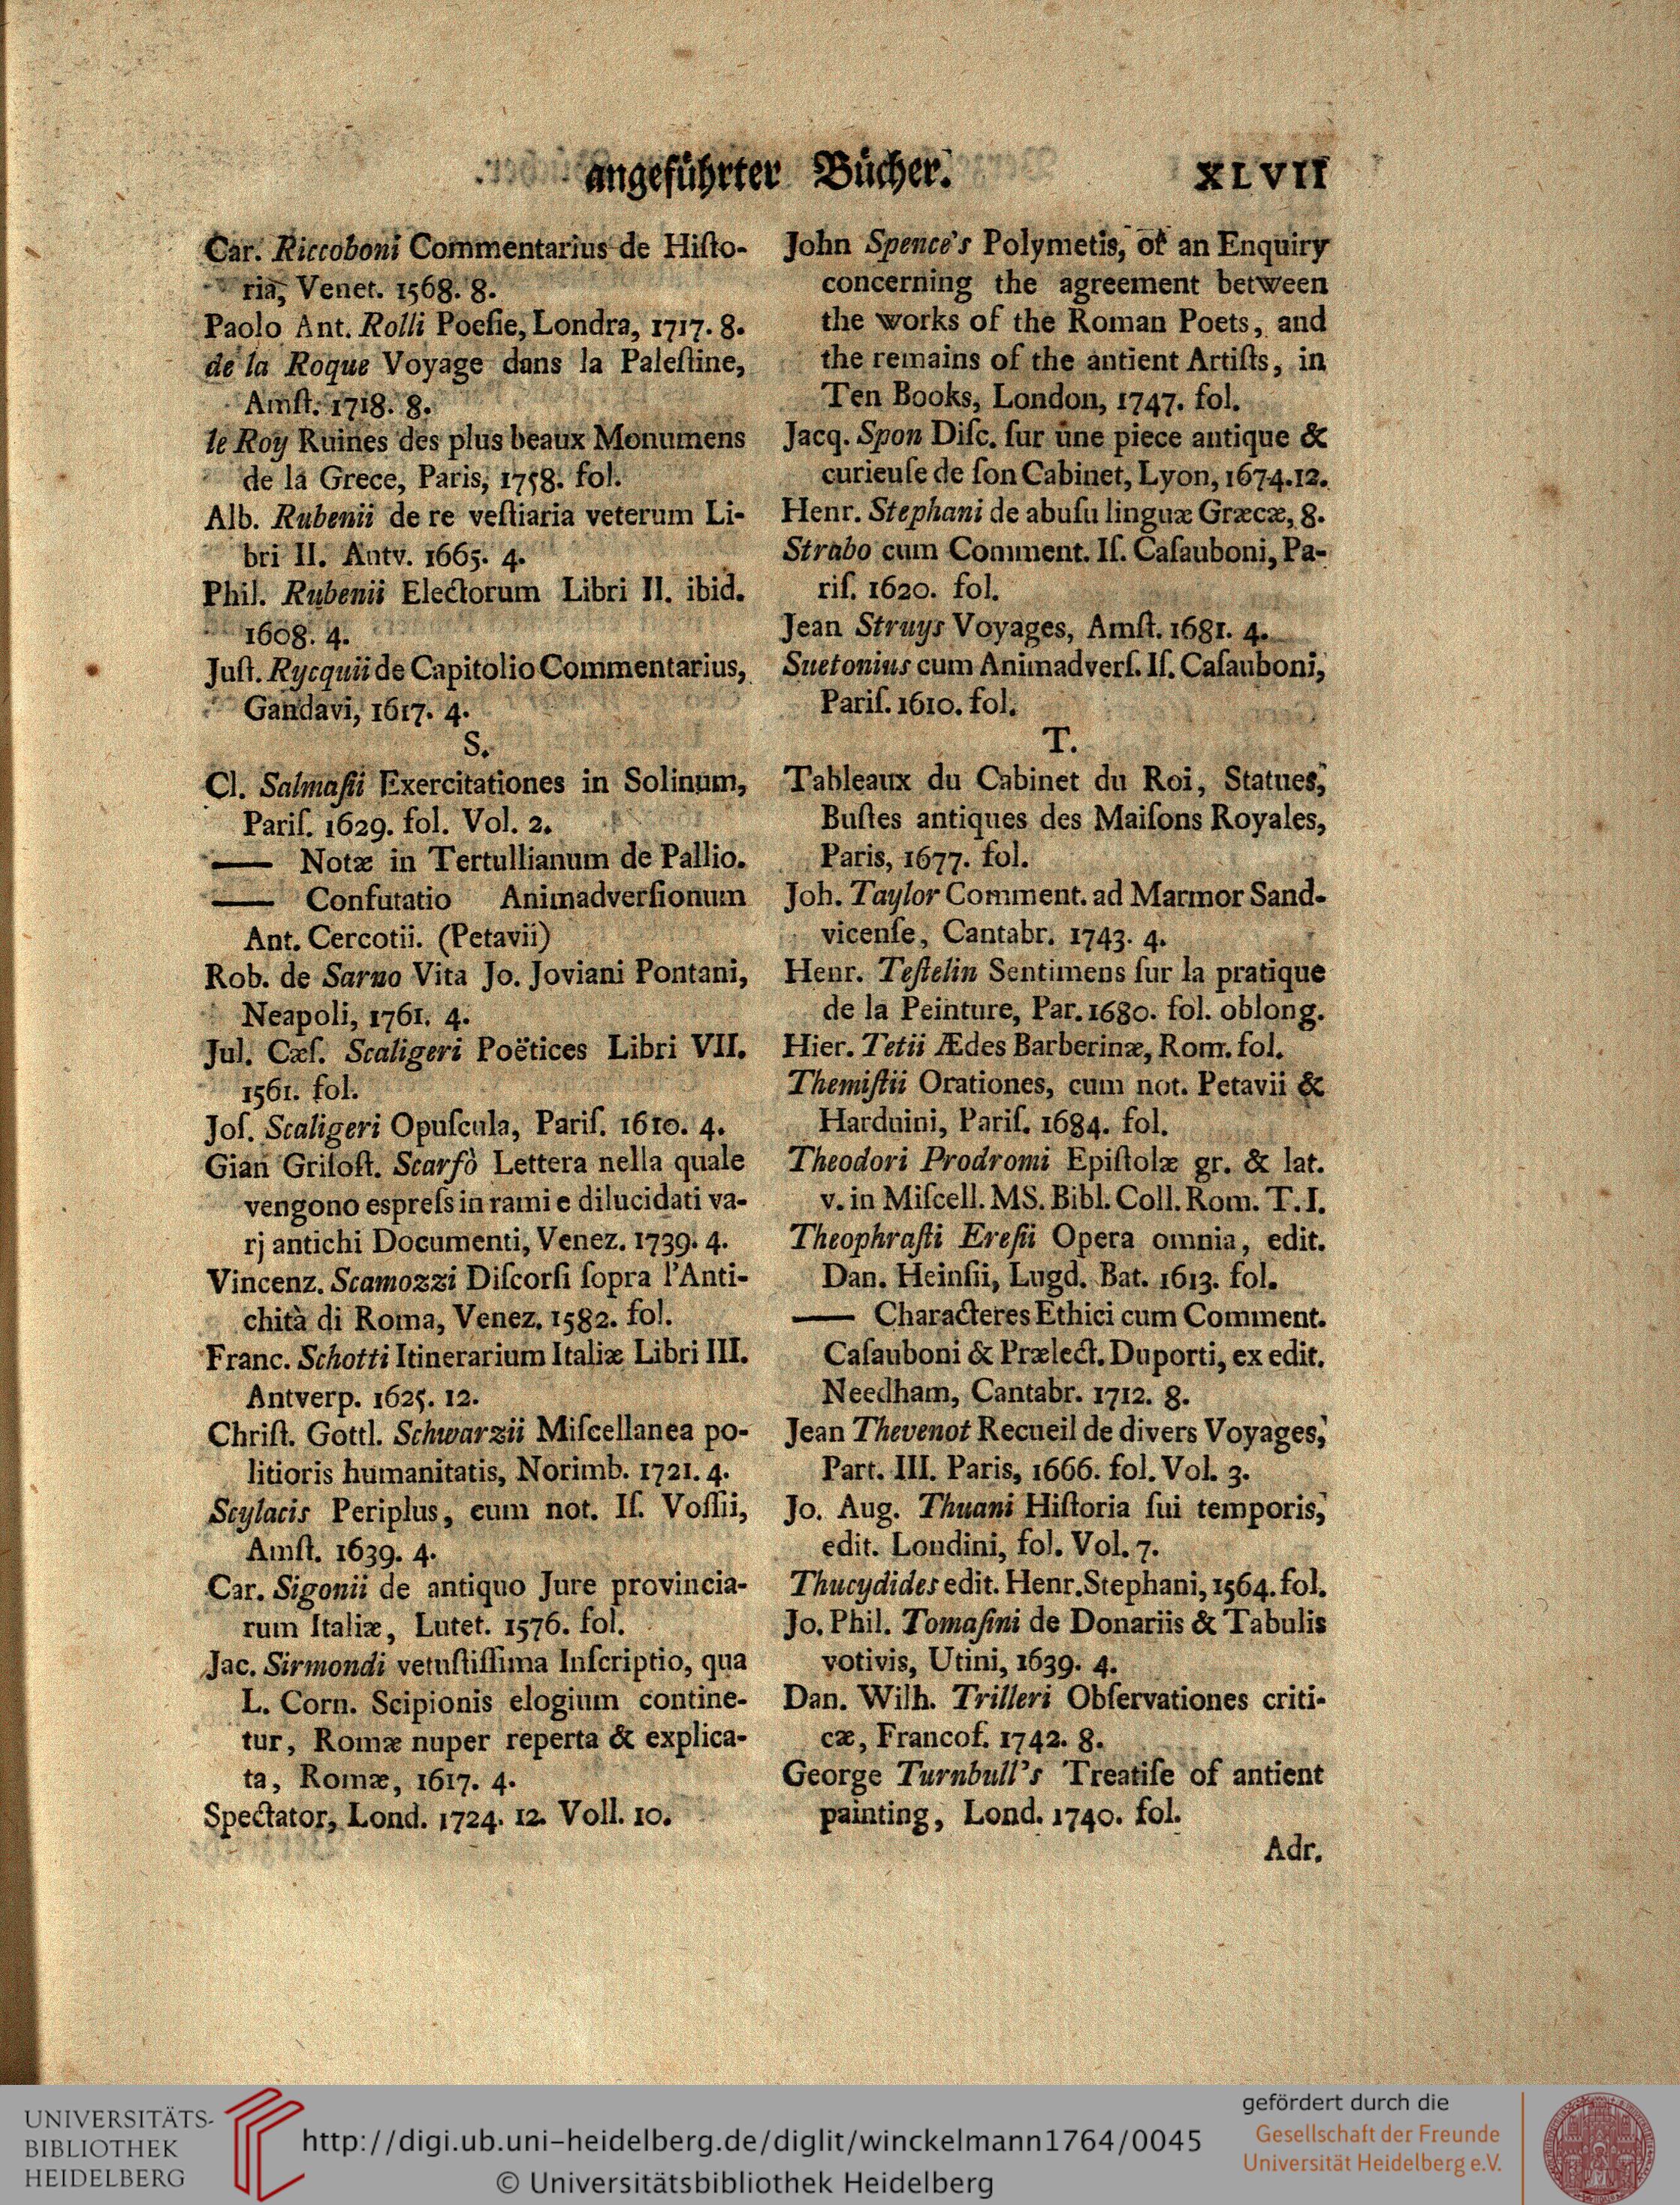 angeführter Bücher. XLVII
Car. Riccoboni Commentarius de Hiſto-
ria, Venet. 1568. 8.
Paolo Ant. Rolli Poeſie, Londra, 1717. 8.
de la Roque Voyage dans la Paleſtine,
Amſt. 1718. 8.
le Roy Ruines des plus beaux Monumens
de la Grece, Paris, 1758. fol.
Alb. Rubenii de re veſtiaria veterum Li-
bri II. Antv. 1665. 4.
Phil. Rubenii Electorum Libri II. ibid.
1608. 4.
Juſt. Rycquii de Capitolio Commentarius,
Gandavi, 1617. 4.
S.
Cl. Salmaſii Exercitationes in Solinum,
Pariſ. 1629. fol. Vol. 2.
— Notæ in Tertullianum de Pallio.
— Confutatio Animadverſionum
Ant. Cercotii. (Petavii)
Rob. de Sarno Vita Jo. Joviani Pontani,
Neapoli, 1761. 4.
Jul. Cæſ. Scaligeri Poëtices Libri VII.
1561. fol.
Joſ. Scaligeri Opuſcula, Pariſ. 1610. 4.
Gian Griſoſt. Scarfò Lettera nella quale
vengono espreſs in rami e dilucidati va-
rj antichi Documenti, Venez. 1739. 4.
Vincenz. Scamozzi Diſcorſi ſopra l'Anti-
chità di Roma, Venez. 1582. fol.
Franc. Schotti Itinerarium Italiæ Libri III.
Antverp. 1625. 12.
Chriſt. Gottl. Schwarzii Miſcellanea po-
litioris humanitatis, Norimb. 1721. 4.
Scylacis Periplus, cum not. Iſ. Voſſii,
Amſt. 1639. 4.
Car. Sigonii de antiquo Jure provincia-
rum Italiæ, Lutet. 1576. fol.
Jac. Sirmondi vetuſtiſſima Inſcriptio, qua
L. Corn. Scipionis elogium contine-
tur, Romæ nuper reperta & explica-
ta, Romæ, 1617. 4.
Spectator, Lond. 1724. 12. Voll. 10.
John Spence's Polymetis, or an Enquiry
concerning the agreement between
the works of the Roman Poets, and
the remains of the antient Artiſts, in
Ten Books, London, 1747. fol.
Jacq. Spon Diſc. ſur une piece antique &
curieuſe de ſon Cabinet, Lyon, 1674. 12.
Henr. Stephani de abuſu linguæ Græcæ, 8.
Strabo cum Comment. Iſ. Caſauboni, Pa-
riſ. 1620. fol.
Jean Struys Voyages, Amſt. 1681. 4.
Suetonius cum Animadverſ. Iſ. Caſauboni,
Pariſ. 1610. fol.
T.
Tableaux du Cabinet du Roi, Statues,
Buſtes antiques des Maiſons Royales,
Paris, 1677. fol.
Joh. Taylor Comment. ad Marmor Sand-
vicenſe, Cantabr. 1743. 4.
Henr. Teſtelin Sentimens ſur la pratique
de la Peinture, Par. 1680. fol. oblong.
Hier. Tetii Ædes Barberinæ, Rom. fol.
Themiſtii Orationes, cum not. Petavii &
Harduini, Pariſ. 1684. fol.
Theodori Prodromi Epiſtolæ gr. & lat.
v. in Miſcell. MS. Bibl. Coll. Rom. T. I.
Theophraſti Ereſii Opera omnia, edit.
Dan. Heinſii, Lugd. Bat. 1613. fol.
— Characteres Ethici cum Comment.
Caſauboni & Prælect. Duporti, ex edit.
Needham, Cantabr. 1712. 8.
Jean Thevenot Recueil de divers Voyages,
Part. III. Paris, 1666. fol. Vol. 3.
Jo. Aug. Thuani Hiſtoria ſui temporis,
edit. Londini, fol. Vol. 7.
Thucydides edit. Henr. Stephani, 1564. fol.
Jo. Phil. Tomaſini de Donariis & Tabulis
votivis, Utini, 1639. 4.
Dan. Wilh. Trilleri Obſervationes criti-
cæ, Francof. 1742. 8.
George Turnbull's Treatiſe of antient
painting, Lond. 1740. fol.
Adr.
UNIVERSITÄTS-
BIBLIOTHEK
HEIDELBERG
http://digi.ub.uni-heidelberg.de/diglit/winckelmann1764/0045
© Universitätsbibliothek Heidelberg
gefördert durch die
Gesellschaft der Freunde
Universität Heidelberg e.V.